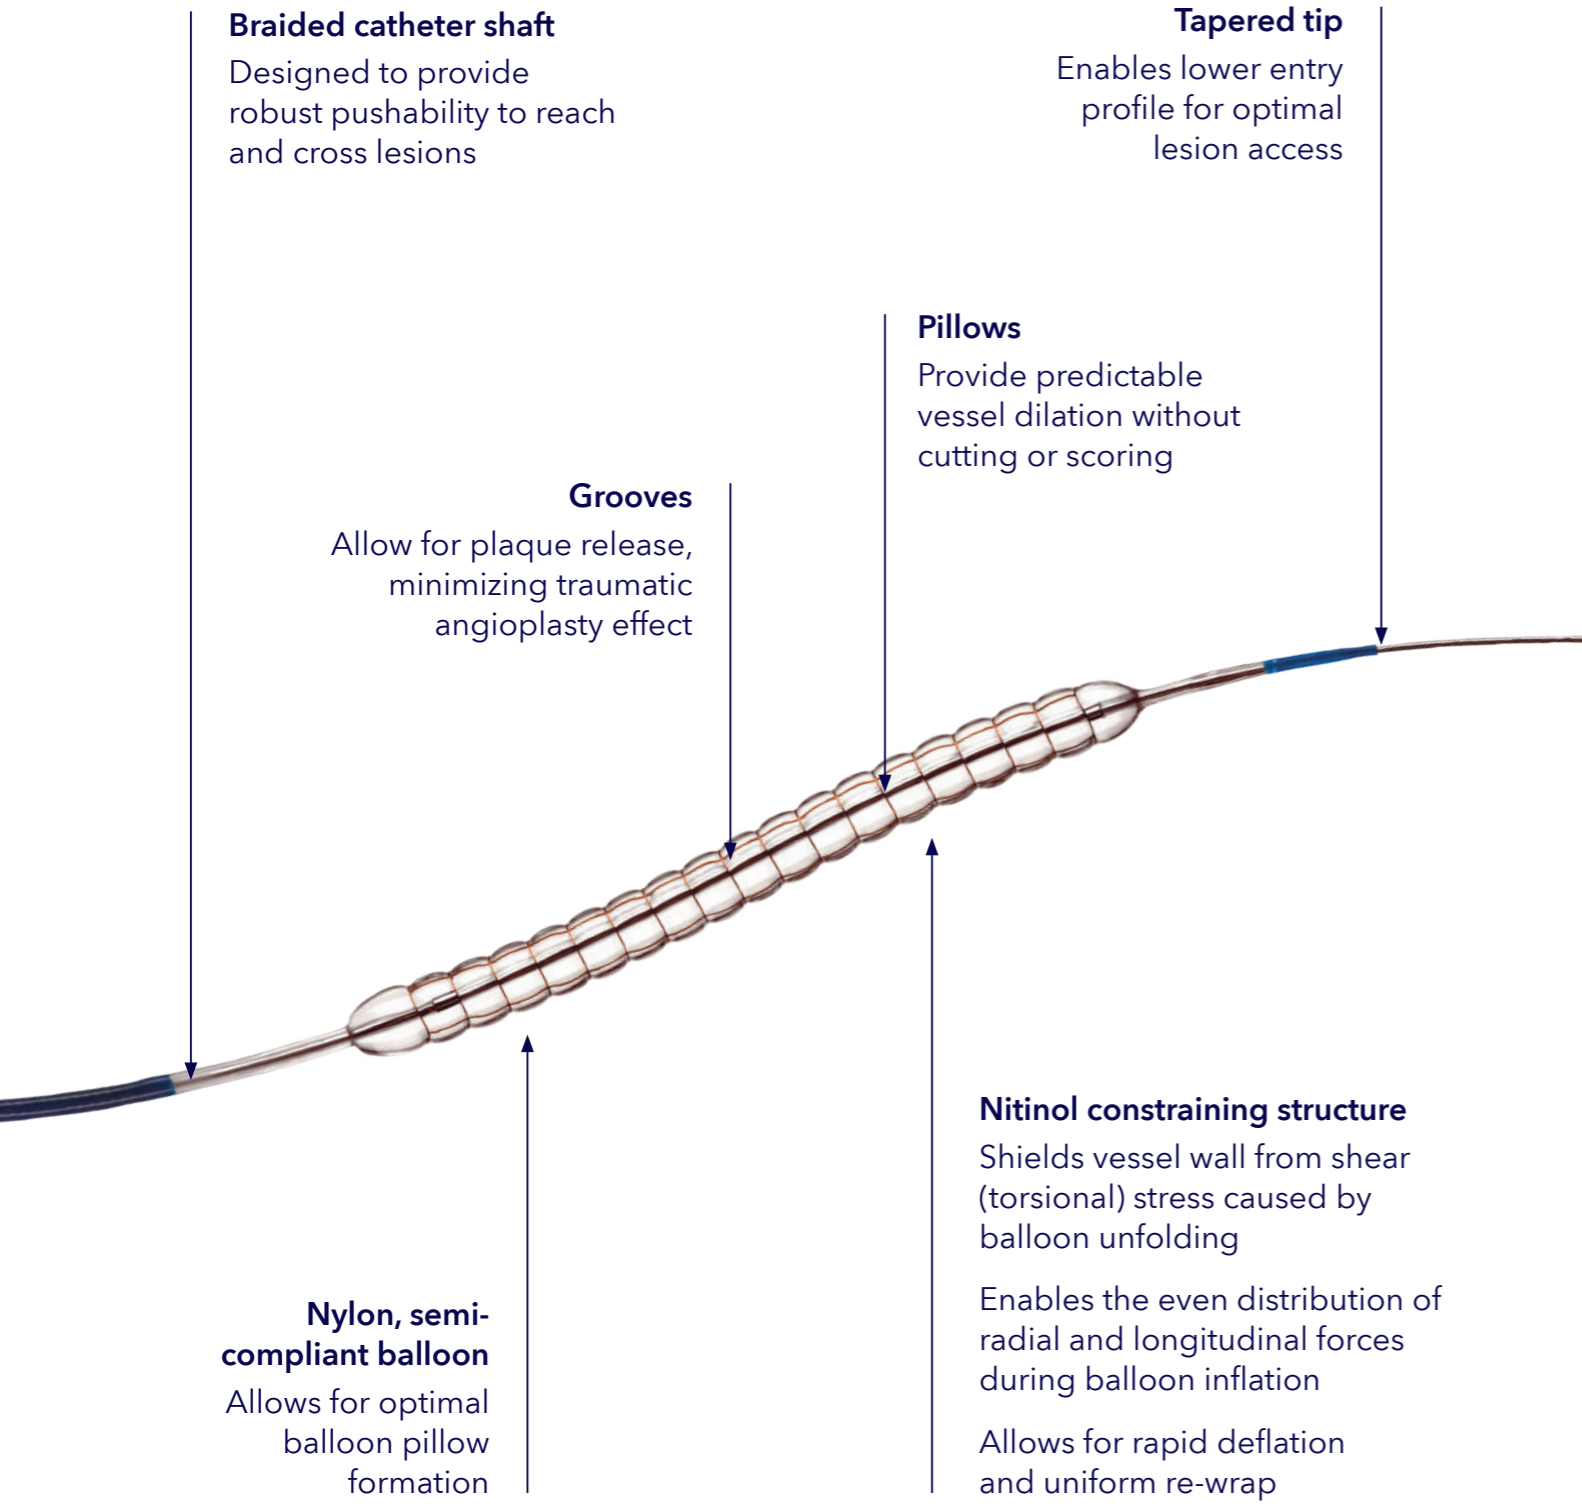 Braided catheter shaft
Designed to provide
robust pushability to reach
and cross lesions
Tapered tip
Enables lower entry
profile for optimal
lesion access
Pillows
Provide predictable
vessel dilation without
cutting or scoring
Grooves
Allow for plaque release,
minimizing traumatic
angioplasty effect
Nitinol constraining structure
Shields vessel wall from shear
(torsional) stress caused by
balloon unfolding
Enables the even distribution of
radial and longitudinal forces
during balloon inflation
Allows for rapid deflation
and uniform re-wrap
Nylon, semi-
compliant balloon
Allows for optimal
balloon pillow
formation